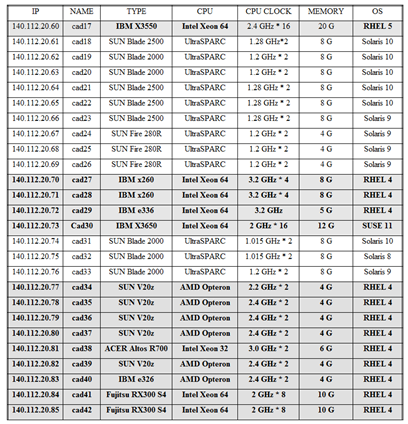 IP NAME TYPE CPU CPU CLOCK MEMORY OS
140.112.20.60 cad17 IBM X3550 Intel Xeon 64 2.4 GHz * 16 20 G RHEL 5
140.112.20.61 cad18 SUN Blade 2500 UltraSPARC 1.28 GHz*2 8 G Solaris 10
140.112.20.62 cad19 SUN Blade 2000 UltraSPARC 1.2 GHz * 2 8 G Solaris 10
140.112.20.63 cad20 SUN Blade 2000 UltraSPARC 1.2 GHz * 2 8 G Solaris 10
140.112.20.64 cad21 SUN Blade 2500 UltraSPARC 1.28 GHz * 2 8 G Solaris 10
140.112.20.65 cad22 SUN Blade 2500 UltraSPARC 1.28 GHz * 2 8 G Solaris 10
140.112.20.66 cad23 SUN Blade 2500 UltraSPARC 1.28 GHz * 2 8 G Solaris 9
140.112.20.67 cad24 SUN Fire 280R UltraSPARC 1.2 GHz * 2 4 G Solaris 9
140.112.20.68 cad25 SUN Fire 280R UltraSPARC 1.2 GHz * 2 4 G Solaris 9
140.112.20.69 cad26 SUN Fire 280R UltraSPARC 1.2 GHz * 2 4 G Solaris 9
140.112.20.70 cad27 IBM x260 Intel Xeon 64 3.2 GHz * 4 8 G RHEL 4
140.112.20.71 cad28 IBM x260 Intel Xeon 64 3.2 GHz * 4 8 G RHEL 4
140.112.20.72 cad29 IBM e336 Intel Xeon 64 3.2 GHz 5 G RHEL 4
140.112.20.73 Cad30 IBM X3650 Intel Xeon 64 2 GHz * 16 12 G SUSE 11
140.112.20.74 cad31 SUN Blade 2000 UltraSPARC 1.015 GHz * 2 4 G Solaris 10
140.112.20.75 cad32 SUN Blade 2000 UltraSPARC 1.015 GHz * 2 4 G Solaris 8
140.112.20.76 cad33 SUN Blade 2000 UltraSPARC 1.2 GHz * 2 8 G Solaris 9
140.112.20.77 cad34 SUN V20z AMD Opteron 2.2 GHz * 2 4 G RHEL 4
140.112.20.78 cad35 SUN V20z AMD Opteron 2.4 GHz * 2 4 G RHEL 4
140.112.20.79 cad36 SUN V20z AMD Opteron 2.4 GHz * 2 4 G RHEL 4
140.112.20.80 cad37 SUN V20z AMD Opteron 2.4 GHz * 2 4 G RHEL 4
140.112.20.81 cad38 ACER Altos R700 Intel Xeon 32 3.0 GHz * 2 6 G RHEL 4
140.112.20.82 cad39 SUN V20z AMD Opteron 2.4 GHz * 2 4 G RHEL 4
140.112.20.83 cad40 IBM e326 AMD Opteron 2.4 GHz * 2 4 G RHEL 4
140.112.20.84 cad41 Fujitsu RX300 S4 Intel Xeon 64 2 GHz * 8 10 G RHEL 4
140.112.20.85 cad42 Fujitsu RX300 S4 Intel Xeon 64 2 GHz * 8 10 G RHEL 4